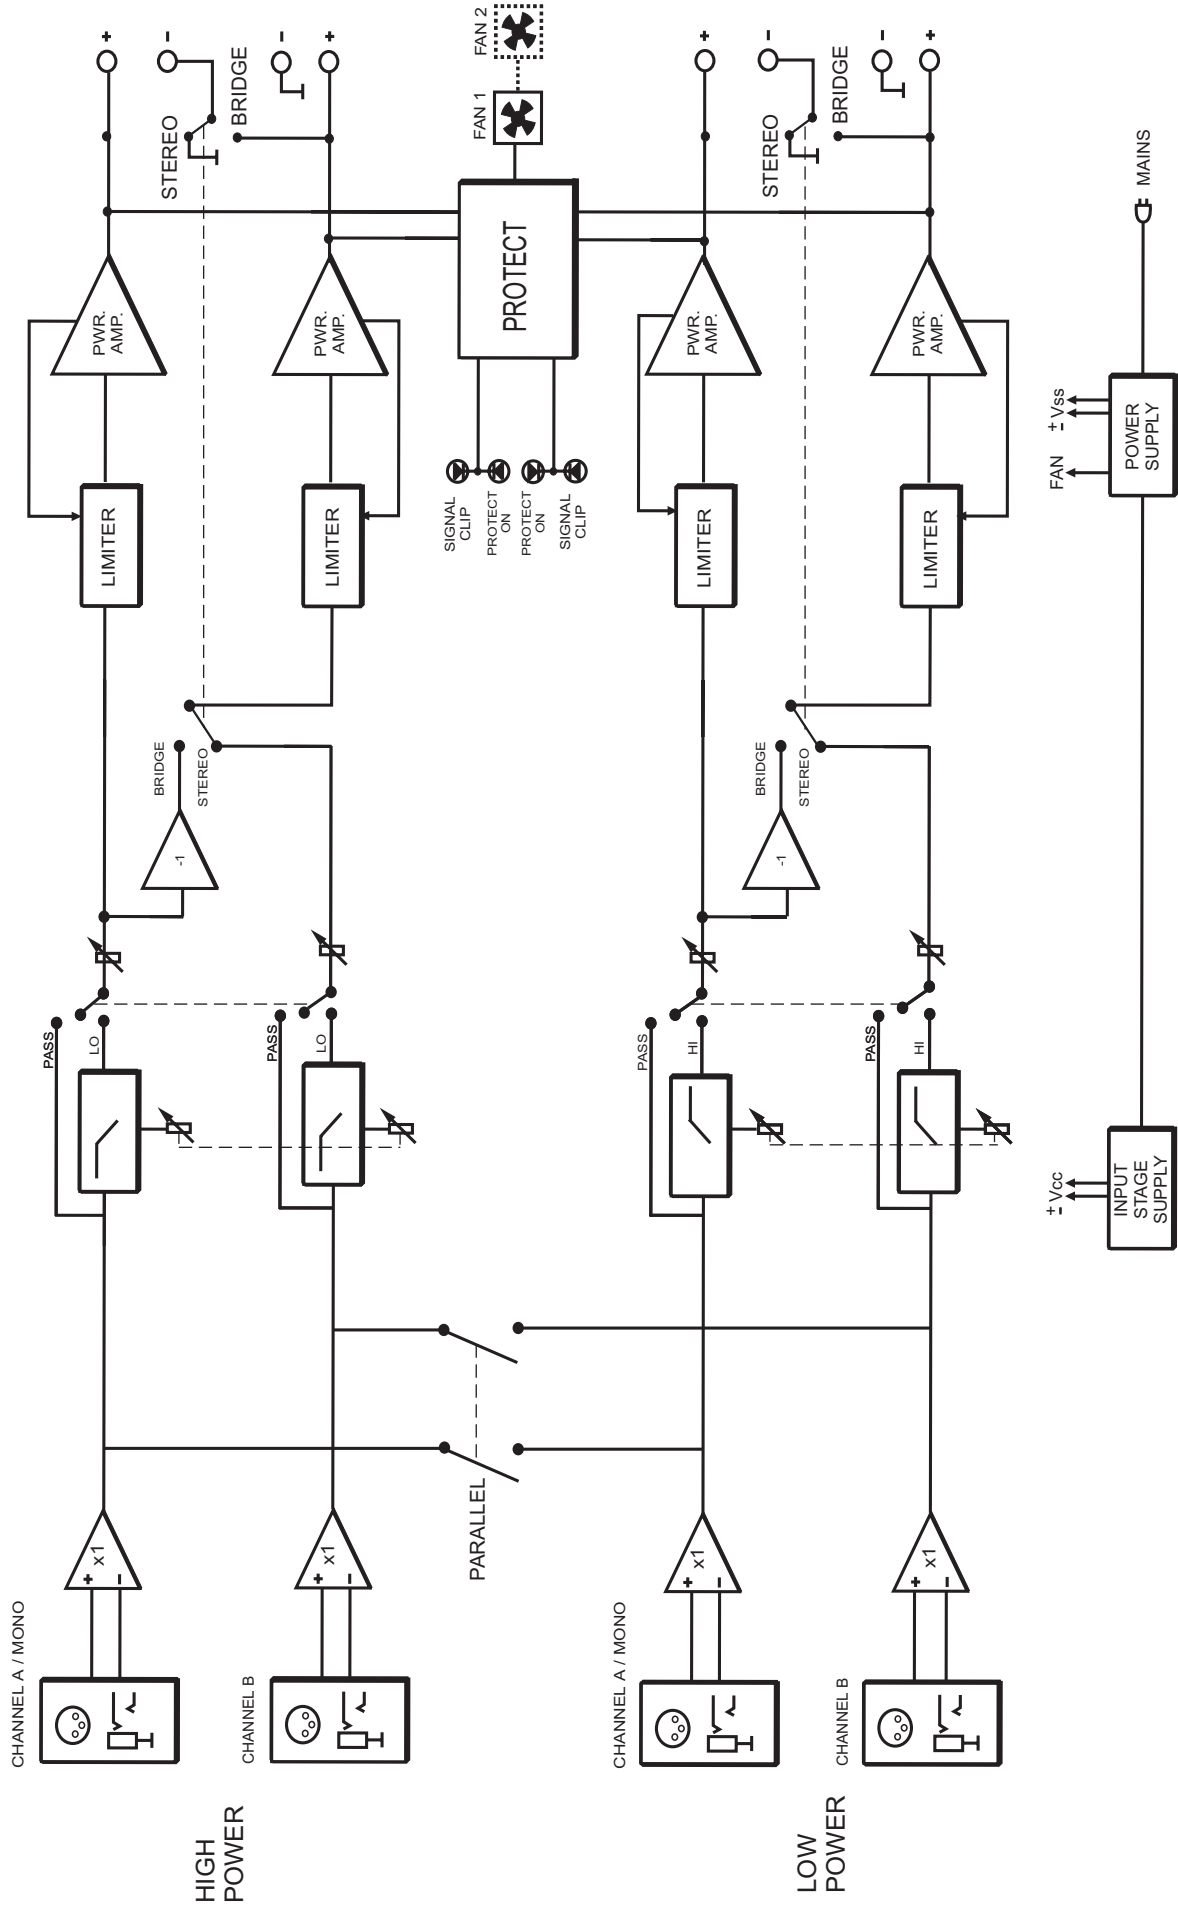 HIGH
POWER
CHANNEL A / MONO
+
−
x1
PASS
LO
-1
BRIDGE
STEREO
LIMITER
PWR.
AMP.
+
−
STEREO
BRIDGE
CHANNEL B
+
−
x1
PASS
LO
LIMITER
PWR.
AMP.
−
+
PARALLEL
SIGNAL
CLIP
PROTECT
ON
PROTECT
ON
SIGNAL
CLIP
PROTECT
FAN 1
FAN 2
LOW
POWER
CHANNEL A / MONO
+
−
x1
PASS
HI
-1
BRIDGE
STEREO
LIMITER
PWR.
AMP.
+
−
STEREO
BRIDGE
CHANNEL B
+
−
x1
PASS
HI
LIMITER
PWR.
AMP.
−
+
+
- Vcc
INPUT
STAGE
SUPPLY
FAN
+
- Vss
POWER
SUPPLY
MAINS